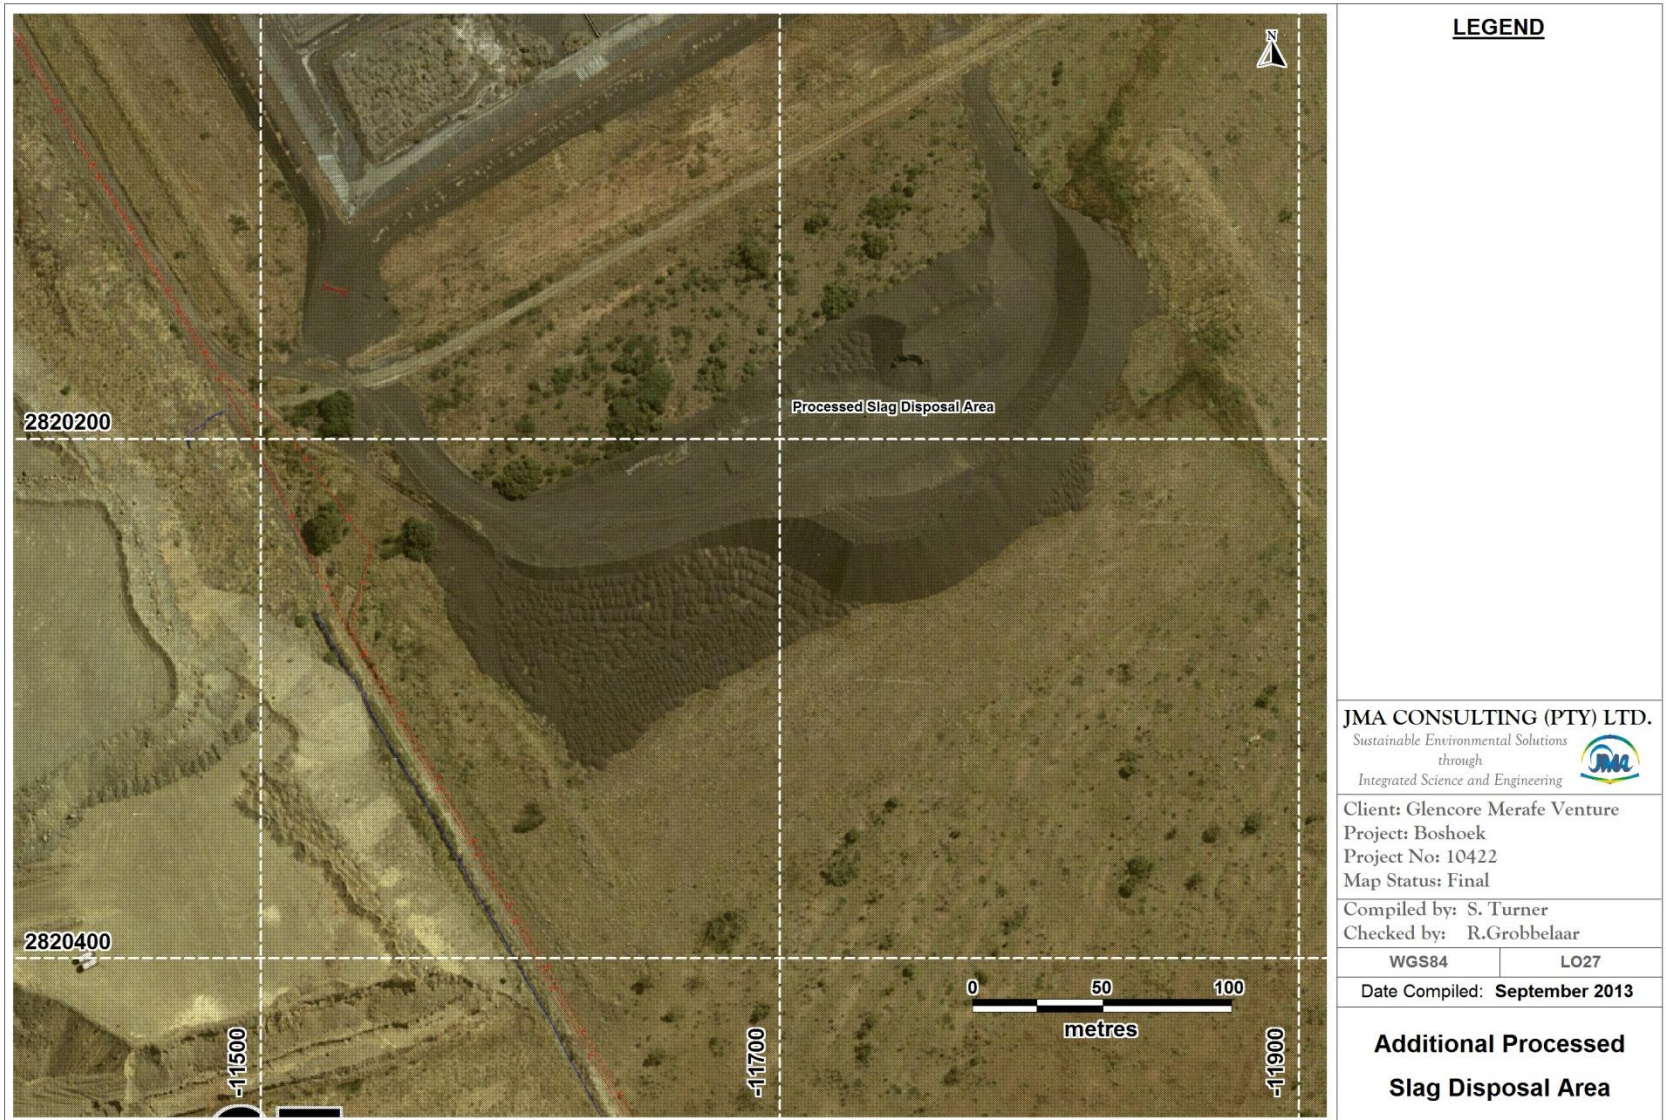 LEGEND
N
Processed Slag Disposal Area
2820200
2820400
-11500
-11700
-11900
0 50 100
metres
JMA CONSULTING (PTY) LTD.
Sustainable Environmental Solutions
through
Integrated Science and Engineering
JMA
Client: Glencore Merafe Venture
Project: Boshoek
Project No: 10422
Map Status: Final
Compiled by: S. Turner
Checked by: R.Grobbelaar
WGS84 LO27
Date Compiled: September 2013
Additional Processed
Slag Disposal Area